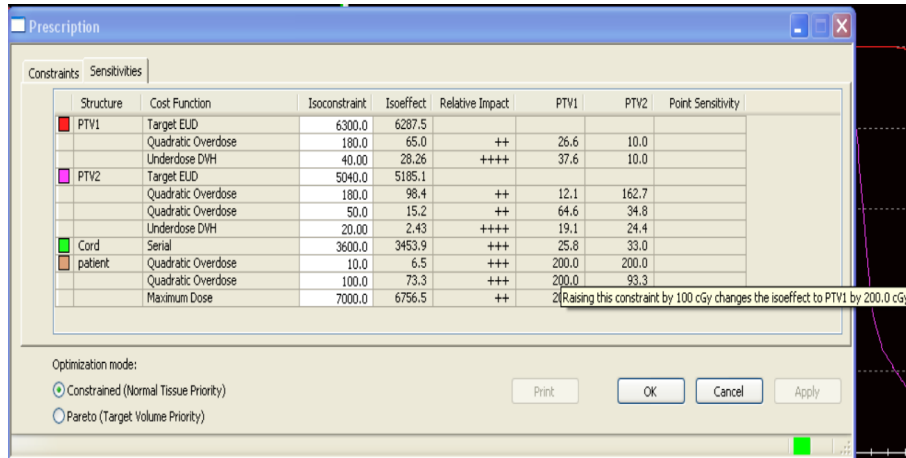 Prescription
Constraints Sensitivities
Structure Cost Function Isoconstraint Isoeffect Relative Impact PTV1 PTV2 Point Sensitivity
PTV1 Target EUD 6300.0 6287.5
Quadratic Overdose 180.0 65.0 ++ 26.6 10.0
Underdose DVH 40.00 28.26 ++++ 37.6 10.0
PTV2 Target EUD 5040.0 5185.1
Quadratic Overdose 180.0 98.4 ++ 12.1 162.7
Quadratic Overdose 50.0 15.2 ++ 64.6 34.8
Underdose DVH 20.00 2.43 ++++ 19.1 24.4
Cord Serial 3600.0 3453.9 +++ 25.8 33.0
patient Quadratic Overdose 10.0 6.5 +++ 200.0 200.0
Quadratic Overdose 100.0 73.3 +++ 200.0 93.3
Maximum Dose 7000.0 6756.5 ++
Raising this constraint by 100 cGy changes the isoeffect to PTV1 by 200.0 cGy
Optimization mode:
Constrained (Normal Tissue Priority)
Pareto (Target Volume Priority)
Print OK Cancel Apply